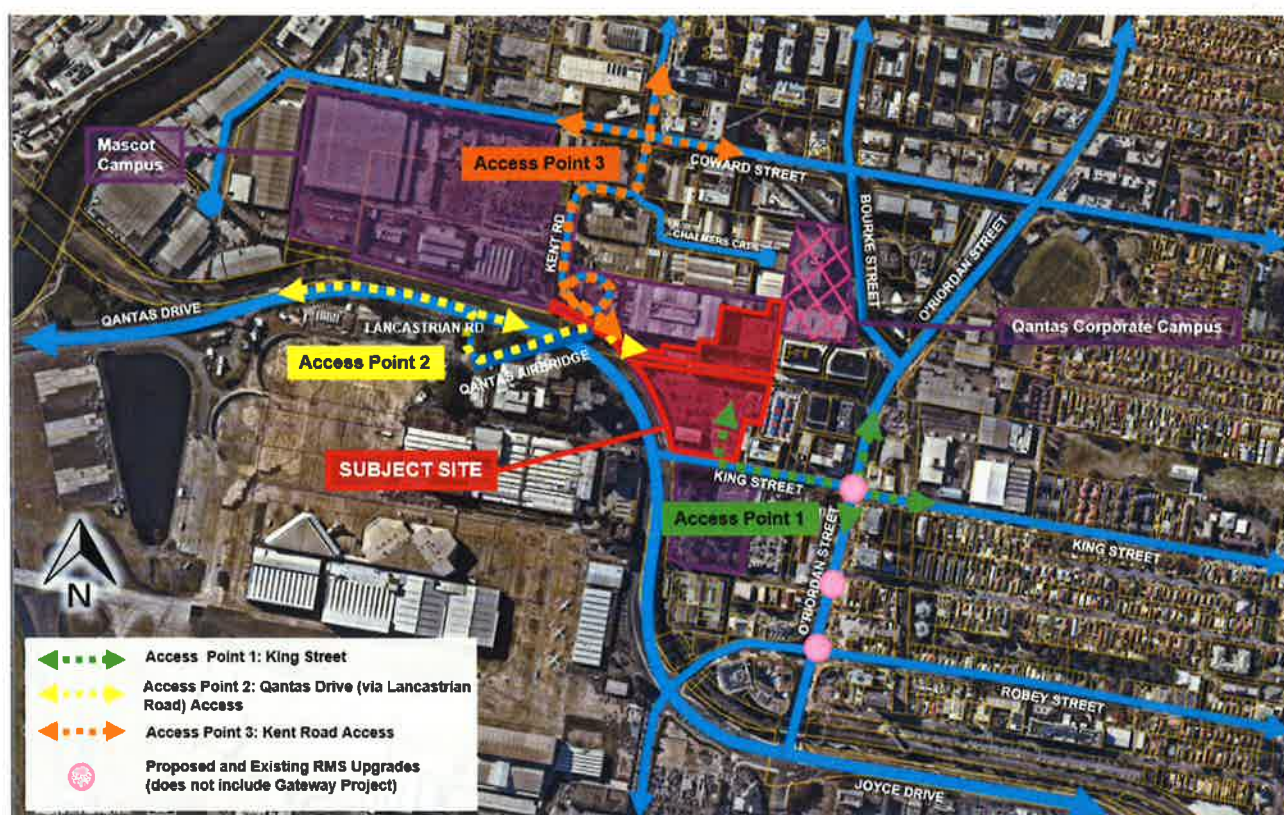 Mascot
Campus
Access Point 3
COWARD STREET
BOURKE STREET
O'RIORDAN STREET
KENT RD
CHALMERS CRES
QANTAS DRIVE
LANCASTRIAN RD
Qantas Corporate Campus
Access Point 2
QANTAS AIRBRIDGE
SUBJECT SITE
KING STREET
Access Point 1
O'RIORDAN STREET
KING STREET
N
ROBEY STREET
JOYCE DRIVE
Access Point 1: King Street
Access Point 2: Qantas Drive (via Lancastrian
Road) Access
Access Point 3: Kent Road Access
Proposed and Existing RMS Upgrades
(does not include Gateway Project)